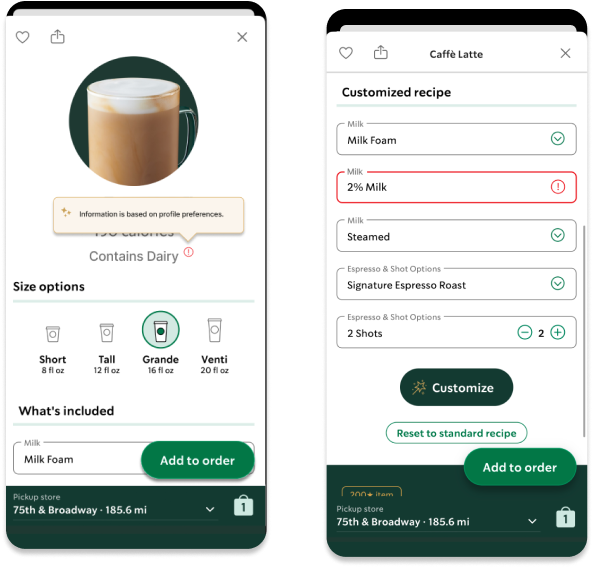 Information is based on profile preferences.
190 calories
Contains Dairy
Size options
Short
8 fl oz
Tall
12 fl oz
Grande
16 fl oz
Venti
20 fl oz
What's included
Milk
Milk Foam
Add to order
Pickup store
75th & Broadway · 185.6 mi
1
Caffè Latte
Customized recipe
Milk
Milk Foam
Milk
2% Milk
Milk
Steamed
Espresso & Shot Options
Signature Espresso Roast
Espresso & Shot Options
2 Shots
2
Customize
Reset to standard recipe
Add to order
200★ item
Pickup store
75th & Broadway · 185.6 mi
1